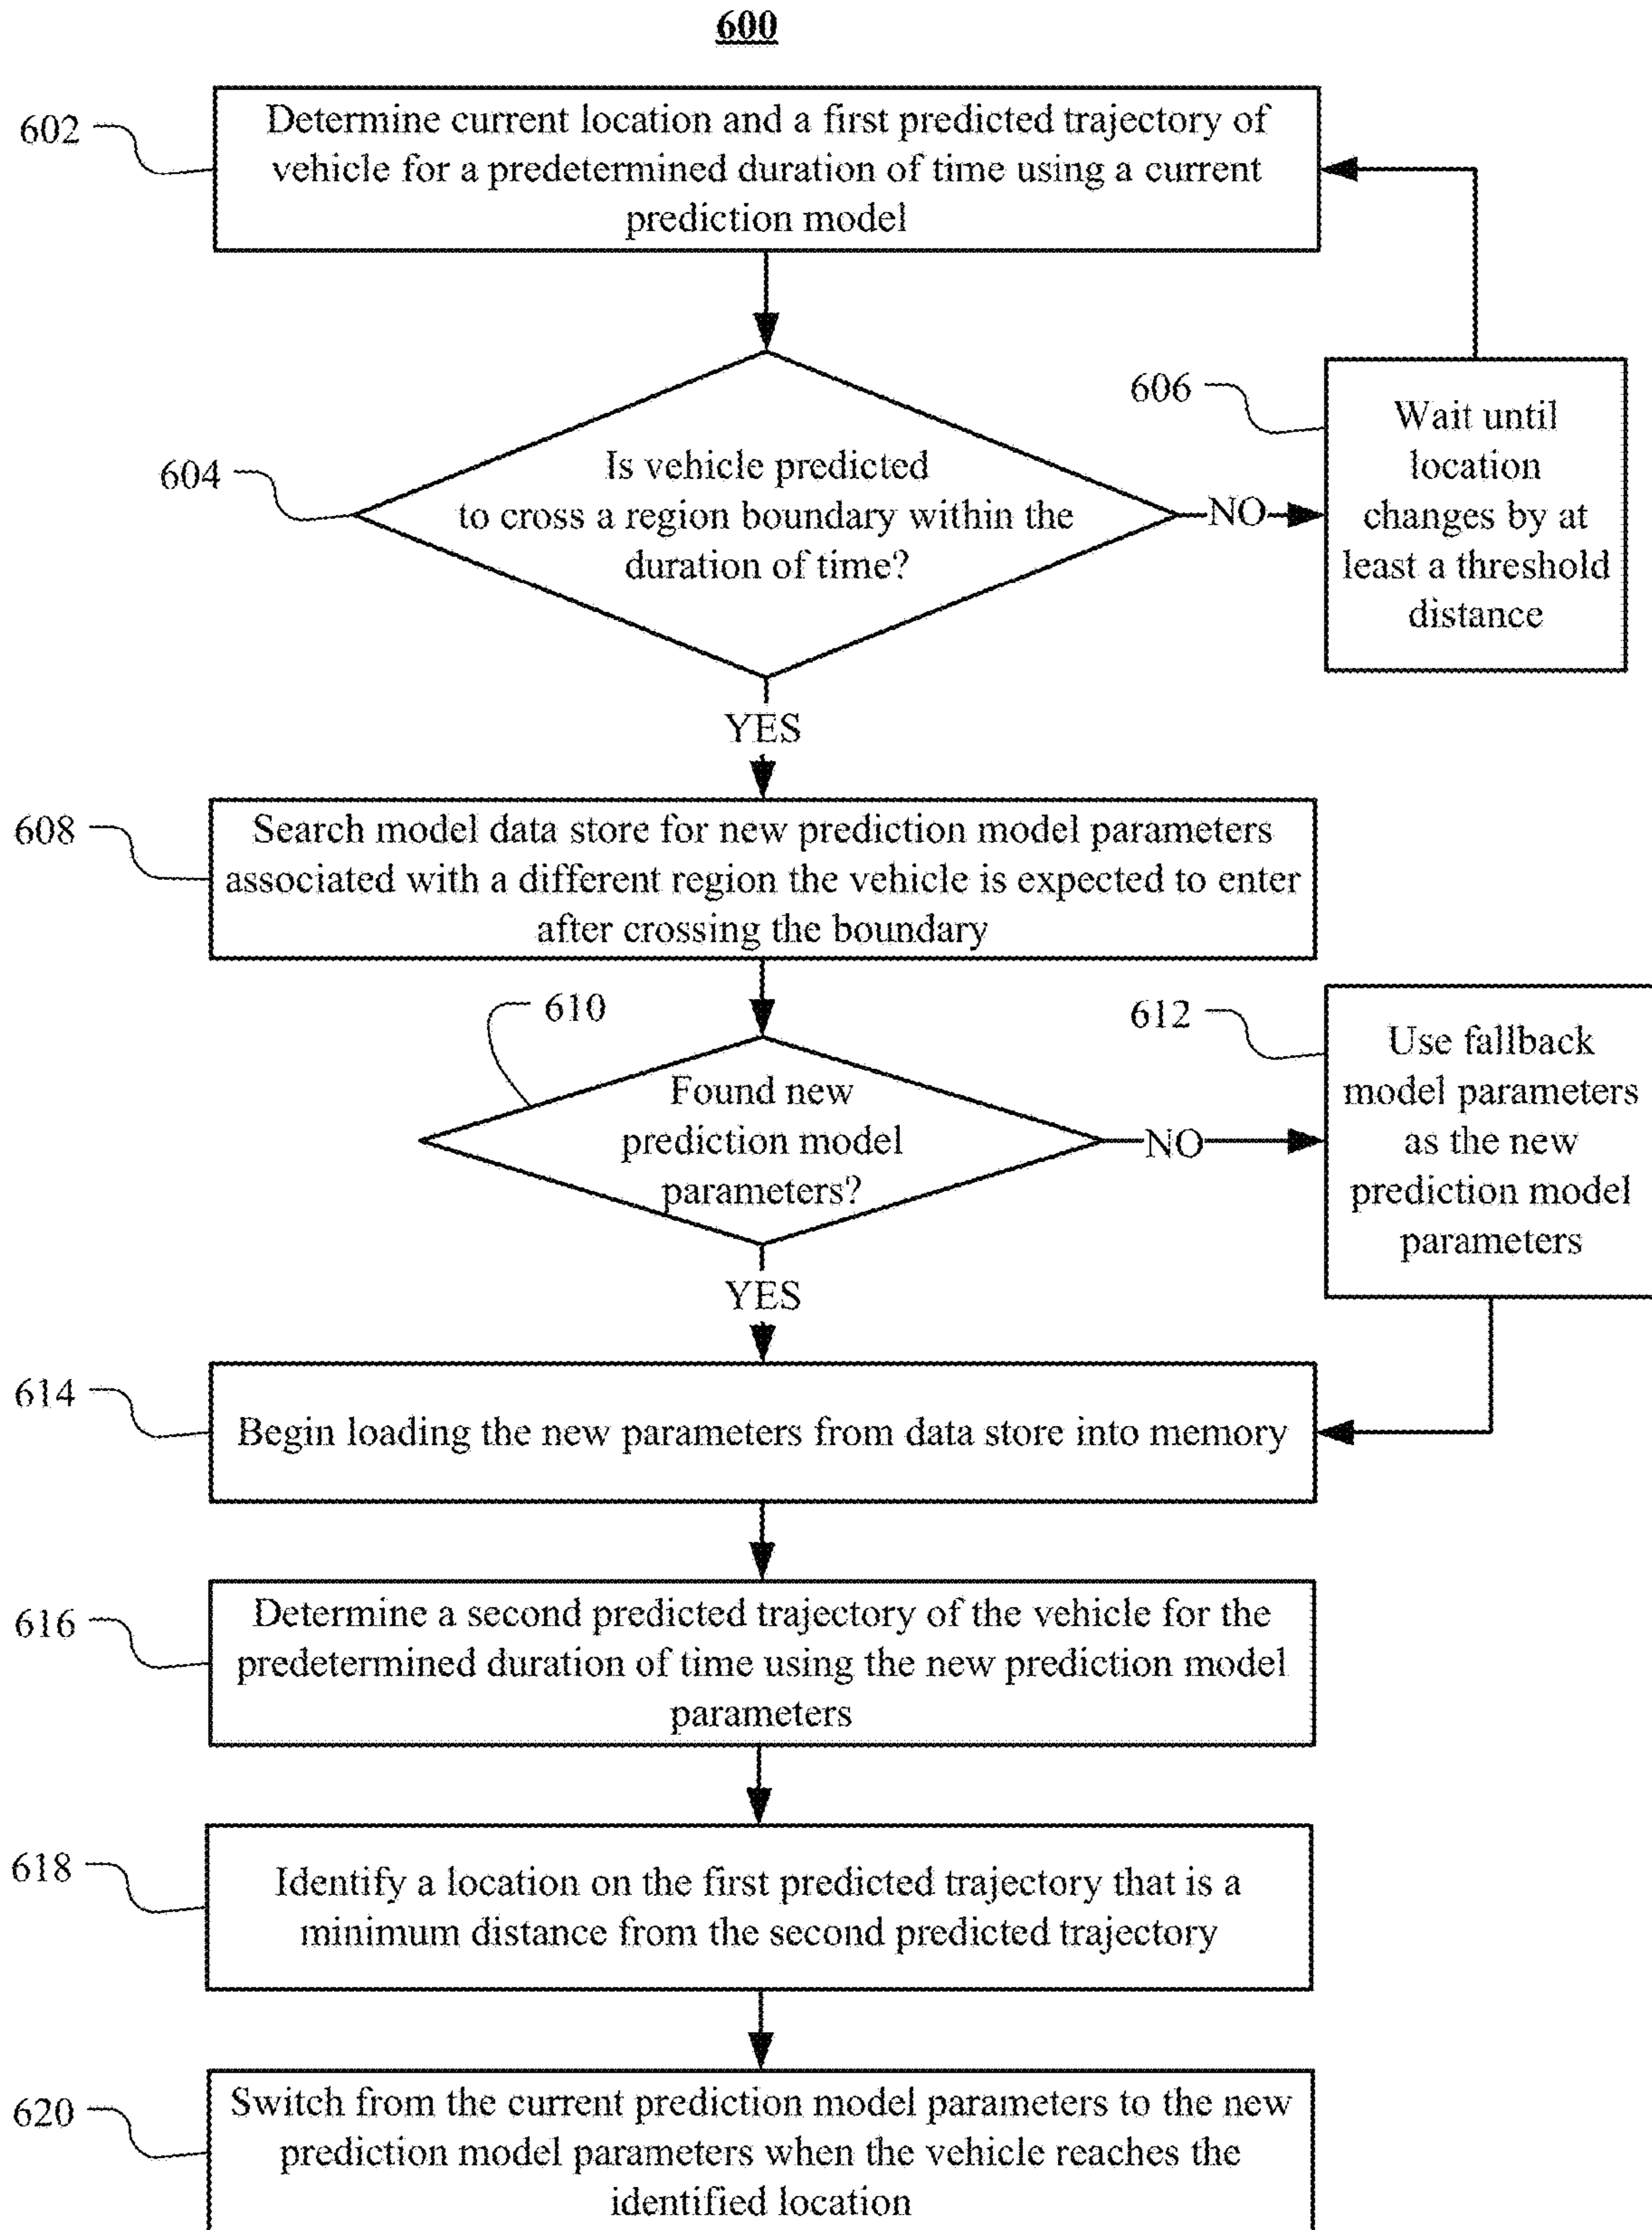 600
602
Determine current location and a first predicted trajectory of
vehicle for a predetermined duration of time using a current
prediction model
604
Is vehicle predicted
to cross a region boundary within the
duration of time?
NO
606
Wait until
location
changes by at
least a threshold
distance
YES
608
Search model data store for new prediction model parameters
associated with a different region the vehicle is expected to enter
after crossing the boundary
610
Found new
prediction model
parameters?
NO
612
Use fallback
model parameters
as the new
prediction model
parameters
YES
614
Begin loading the new parameters from data store into memory
616
Determine a second predicted trajectory of the vehicle for the
predetermined duration of time using the new prediction model
parameters
618
Identify a location on the first predicted trajectory that is a
minimum distance from the second predicted trajectory
620
Switch from the current prediction model parameters to the new
prediction model parameters when the vehicle reaches the
identified location